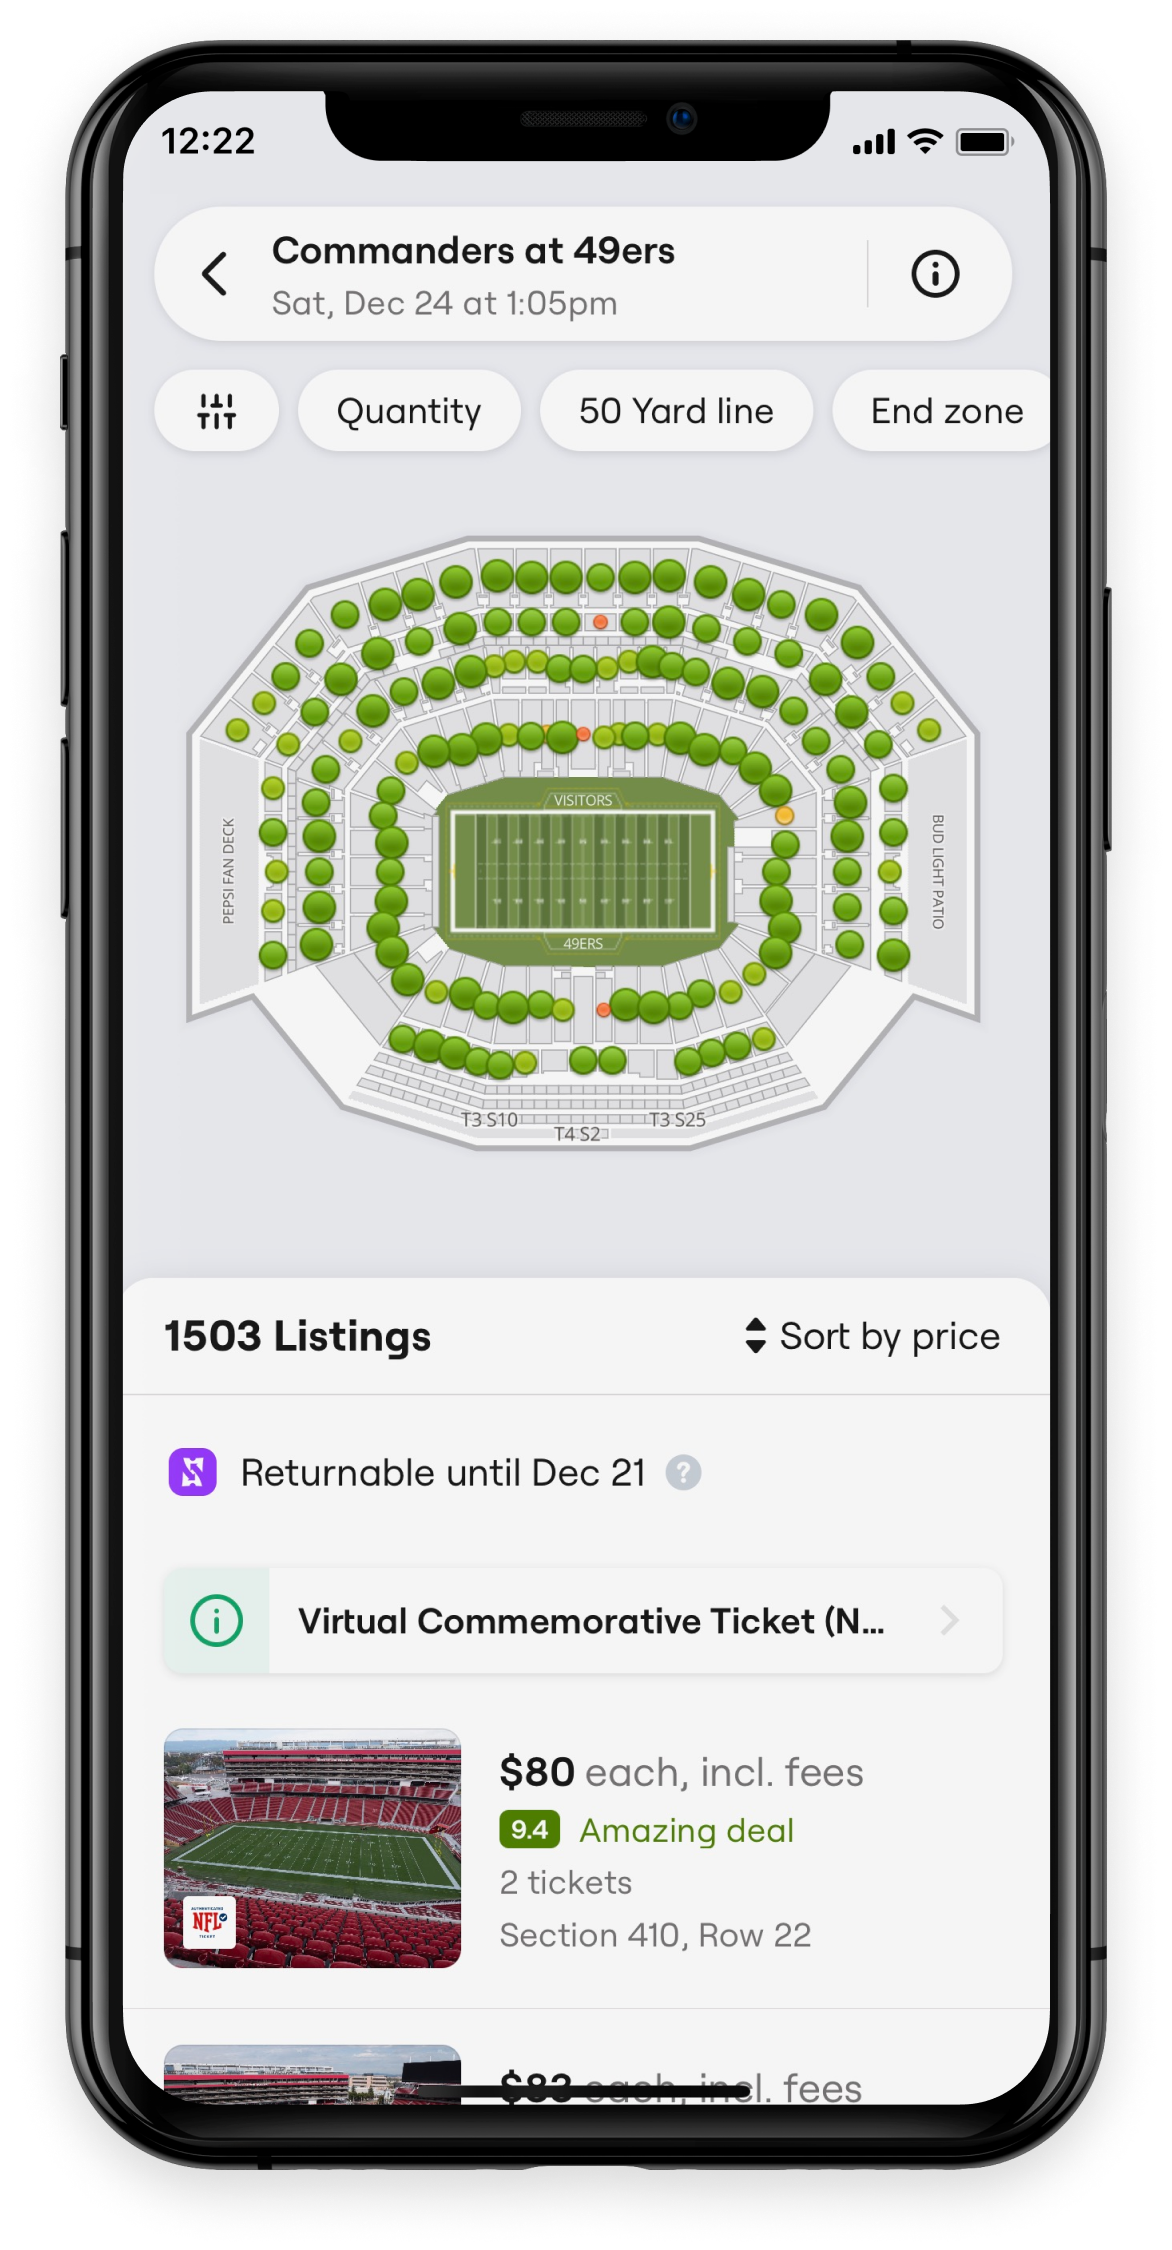 12:22
Commanders at 49ers
Sat, Dec 24 at 1:05pm
Quantity
50 Yard line
End zone
VISITORS
PEPSI FAN DECK
BUD LIGHT PATIO
49ERS
T3 S10
T3 S25
T4 S2
1503 Listings
Sort by price
Returnable until Dec 21 ?
Virtual Commemorative Ticket (N...
$80 each, incl. fees
9.4 Amazing deal
2 tickets
AUTHENTICATED
NFL
TICKET
Section 410, Row 22
$83 each, incl. fees